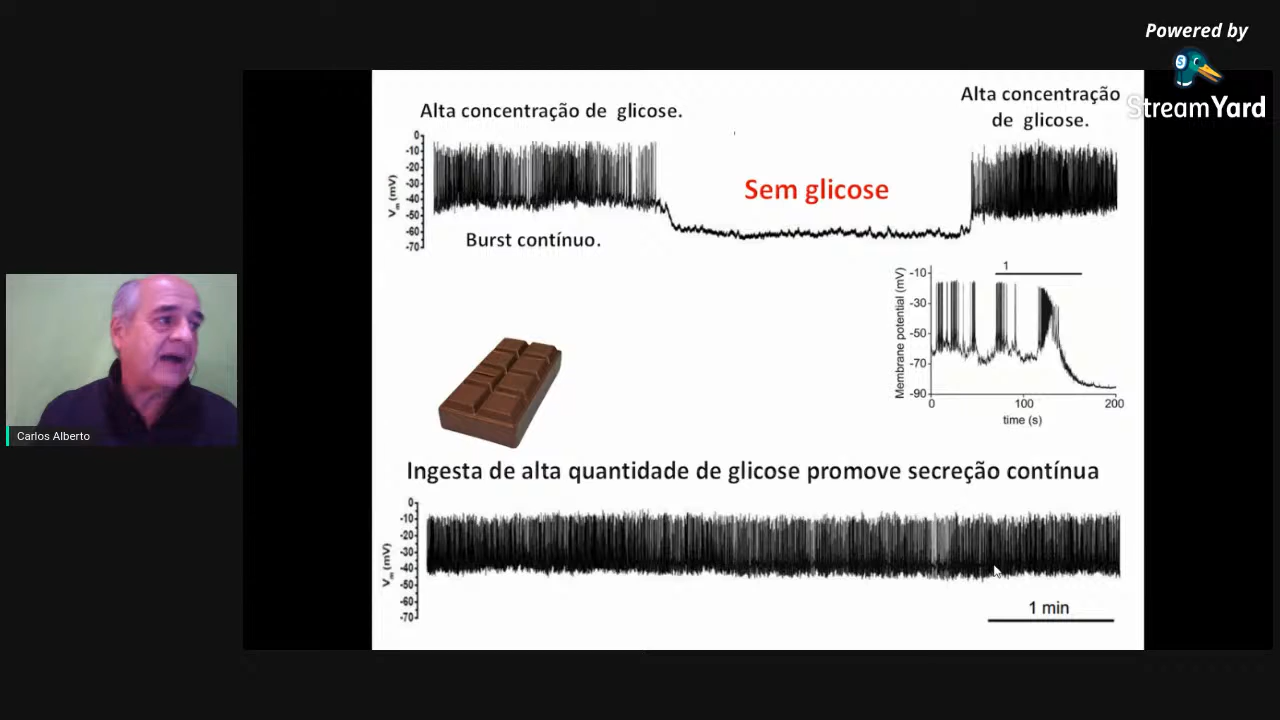 Powered by
StreamYard
Alta concentração de glicose.
Alta concentração
de glicose.
0
-10
-20
-30
-40
-50
-60
-70
Vm (mV)
Sem glicose
Burst contínuo.
1
-10
-30
-50
-70
-90
Membrane potential (mV)
0 100 200
time (s)
Carlos Alberto
Ingesta de alta quantidade de glicose promove secreção contínua
0
-10
-20
-30
-40
-50
-60
-70
Vm (mV)
1 min